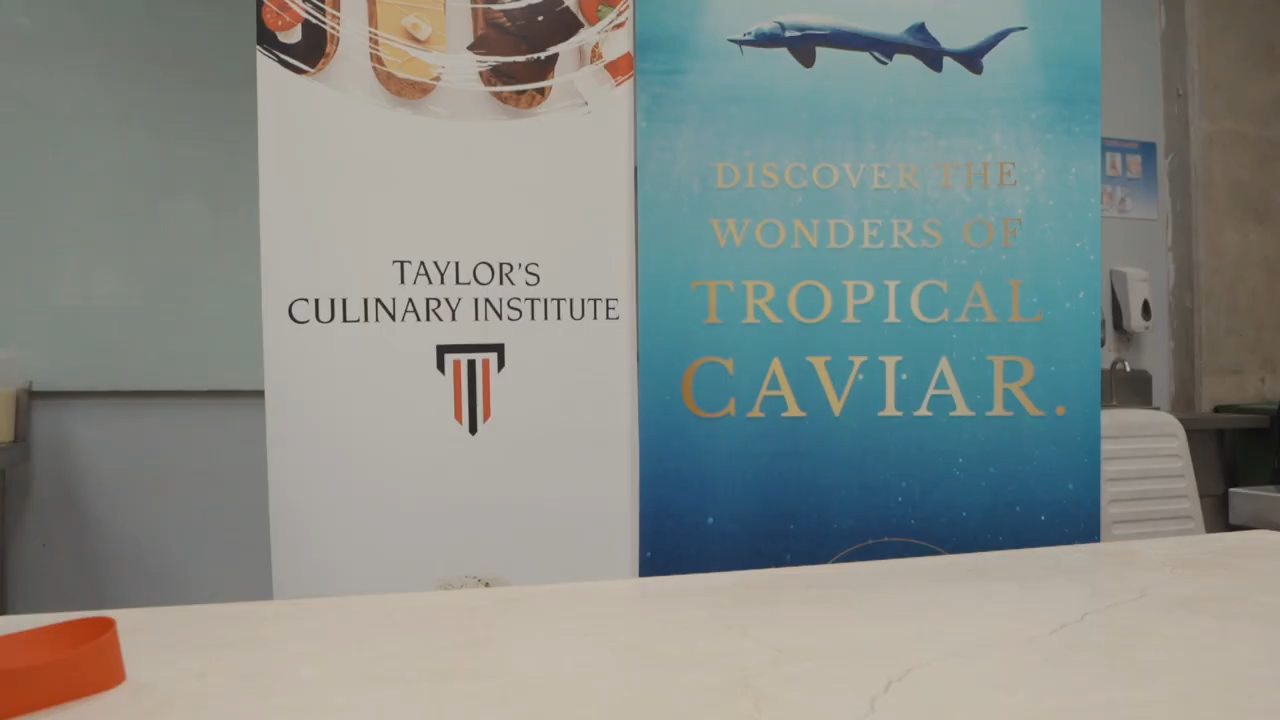 TAYLOR'S
CULINARY INSTITUTE
DISCOVER THE
WONDERS OF
TROPICAL
CAVIAR.